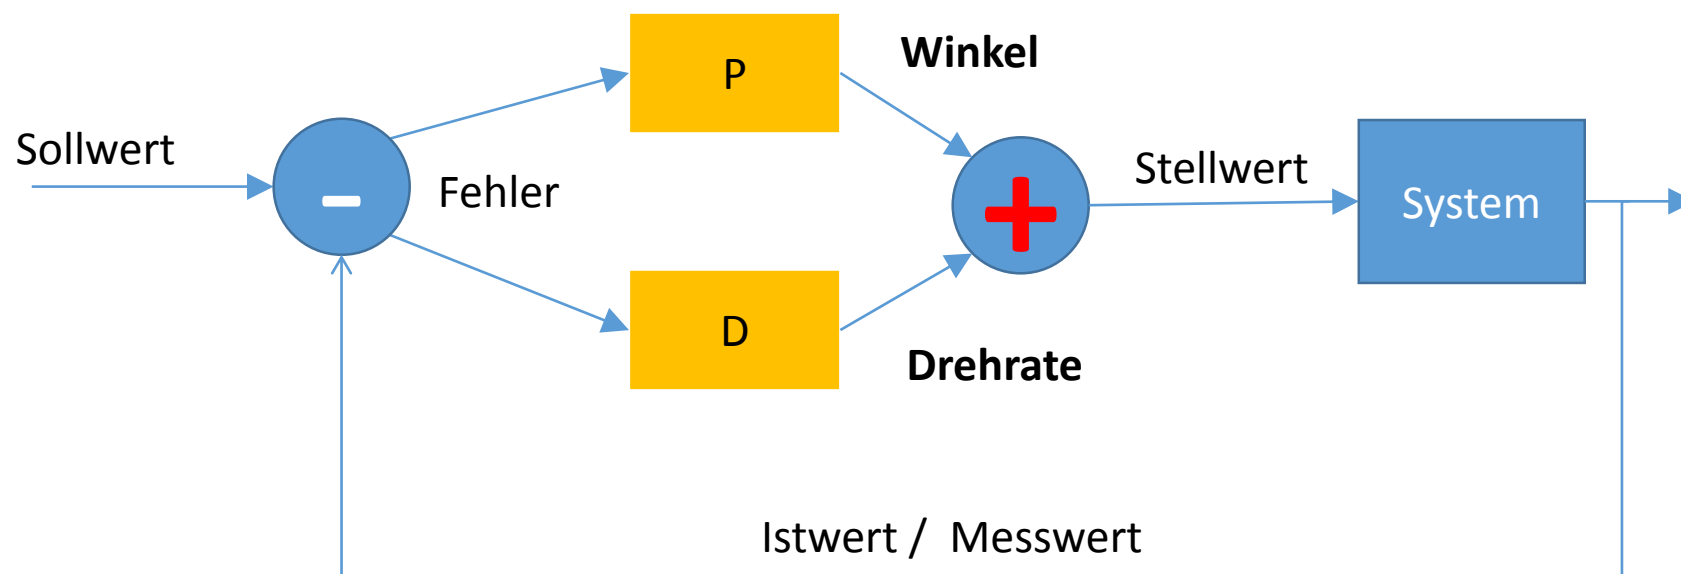 P
Winkel
Sollwert
-
Fehler
+
Stellwert
System
D
Drehrate
Istwert / Messwert